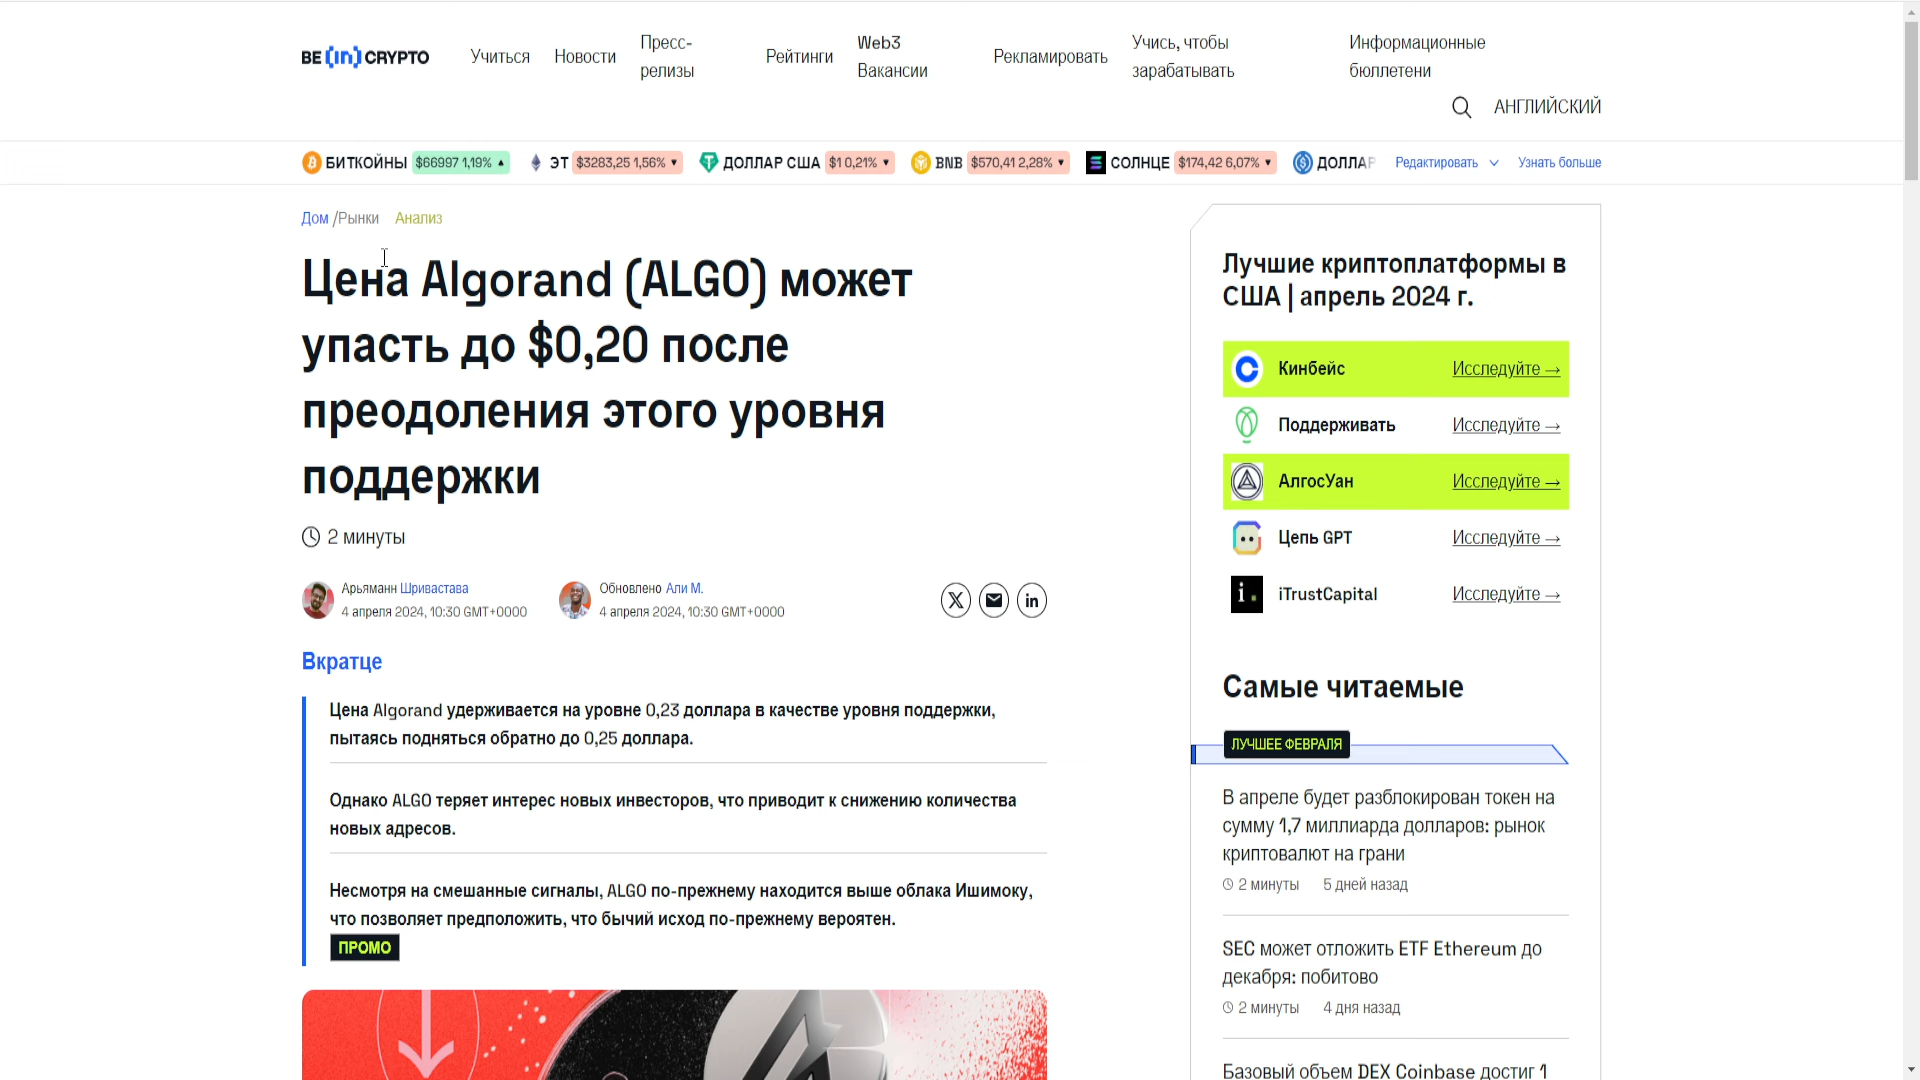 BE[in]CRYPTO
Учиться
Новости
Пресс-
релизы
Рейтинги
Web3
Вакансии
Рекламировать
Учись, чтобы
зарабатывать
Информационные
бюллетени
АНГЛИЙСКИЙ
БИТКОЙНЫ $66997 1,19% ▲ ЭТ $3283,25 1,56% ▼ ДОЛЛАР США $1 0,21% ▼ BNB $570,41 2,28% ▼ СОЛНЦЕ $174,42 6,07% ▼ ДОЛЛАР Редактировать Узнать больше
Дом /Рынки Анализ
Цена Algorand (ALGO) может
упасть до $0,20 после
преодоления этого уровня
поддержки
2 минуты
Арьяманн Шривастава
4 апреля 2024, 10:30 GMT+0000
Обновлено Али М.
4 апреля 2024, 10:30 GMT+0000
Вкратце
Цена Algorand удерживается на уровне 0,23 доллара в качестве уровня поддержки,
пытаясь подняться обратно до 0,25 доллара.
Однако ALGO теряет интерес новых инвесторов, что приводит к снижению количества
новых адресов.
Несмотря на смешанные сигналы, ALGO по-прежнему находится выше облака Ишимоку,
что позволяет предположить, что бычий исход по-прежнему вероятен.
ПРОМО
Лучшие криптоплатформы в
США | апрель 2024 г.
Кинбейс Исследуйте →
Поддерживать Исследуйте →
АлгосУан Исследуйте →
Цепь GPT Исследуйте →
iTrustCapital Исследуйте →
Самые читаемые
ЛУЧШЕЕ ФЕВРАЛЯ
В апреле будет разблокирован токен на
сумму 1,7 миллиарда долларов: рынок
криптовалют на грани
2 минуты 5 дней назад
SEC может отложить ETF Ethereum до
декабря: побитово
2 минуты 4 дня назад
Базовый объем DEX Coinbase достиг 1